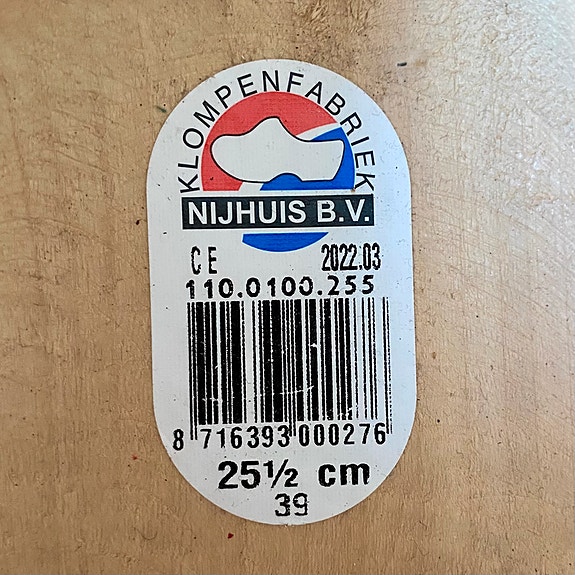 KLOMPENFABRIEK
NIJHUIS B.V.
CE 2022.03
110.0100.255
8 716393 000276
25½ cm
39